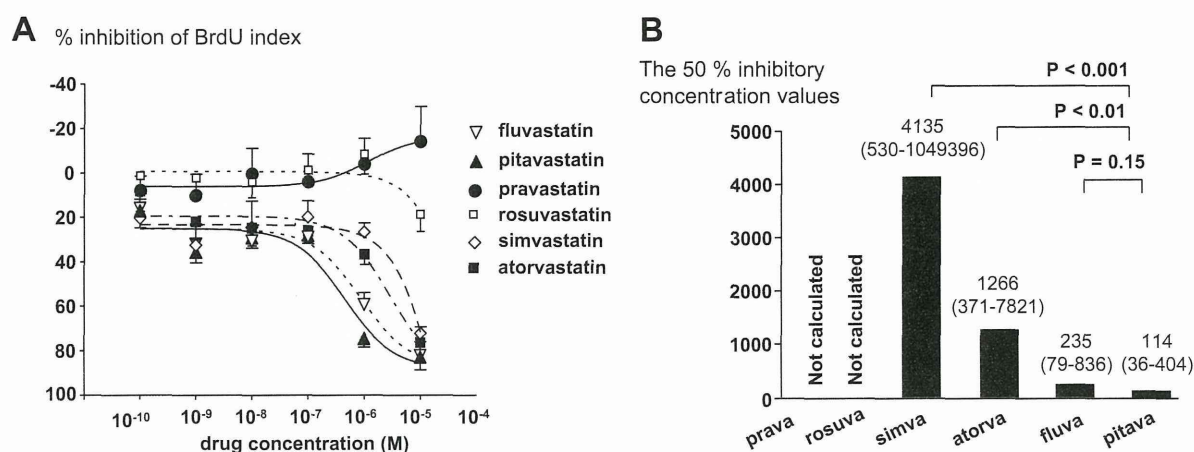 A % inhibition of BrdU index
-40
-20
0
20
40
60
80
100
10-10 10-9 10-8 10-7 10-6 10-5 10-4
drug concentration (M)
fluvastatin
pitavastatin
pravastatin
rosuvastatin
simvastatin
atorvastatin
B
The 50 % inhibitory
concentration values
P < 0.001
P < 0.01
P = 0.15
5000
4000
3000
2000
1000
0
Not calculated
Not calculated
4135
(530-1049396)
1266
(371-7821)
235
(79-836)
114
(36-404)
prava rosuva simva atorva fluva pitava